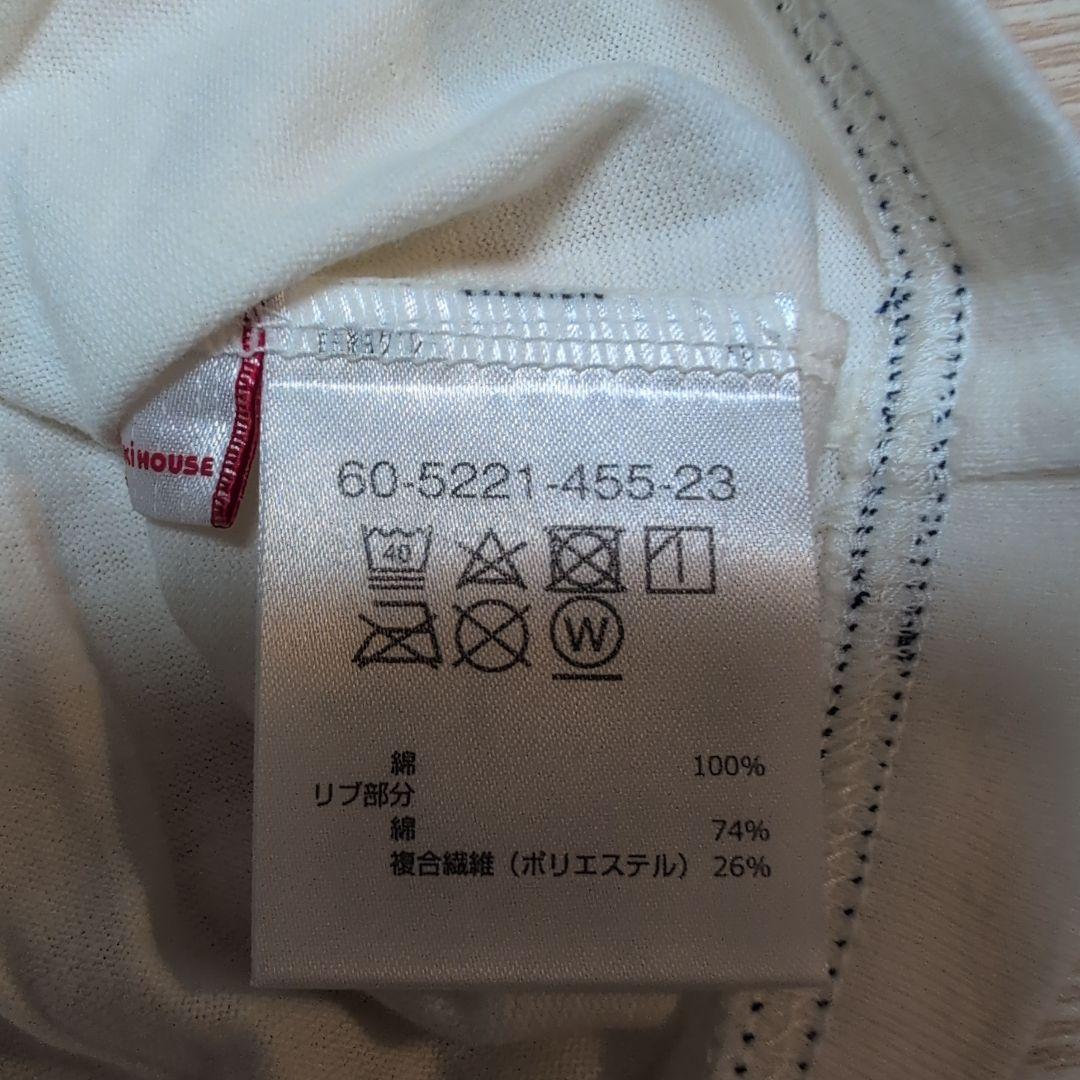 ki HOUSE
60-5221-455-23
40
W
綿 100%
リブ部分
綿 74%
複合繊維（ポリエステル） 26%